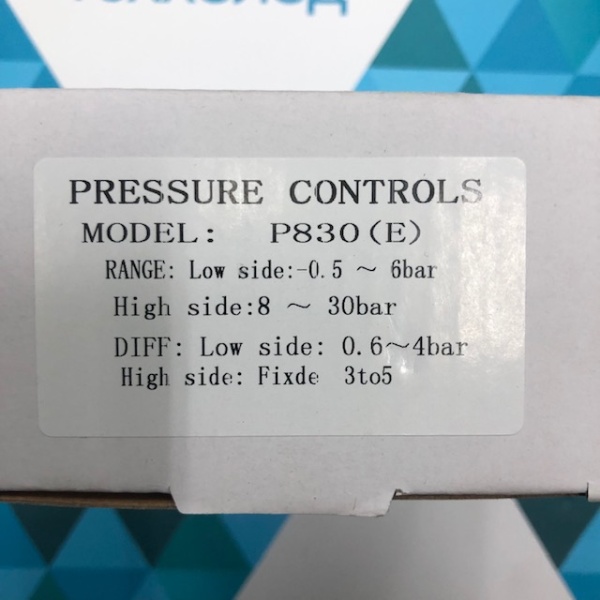 PRESSURE CONTROLS
MODEL: P830(E)
RANGE: Low side:-0.5 ~ 6bar
High side:8 ~ 30bar
DIFF: Low side: 0.6~4bar
High side: Fixde 3to5